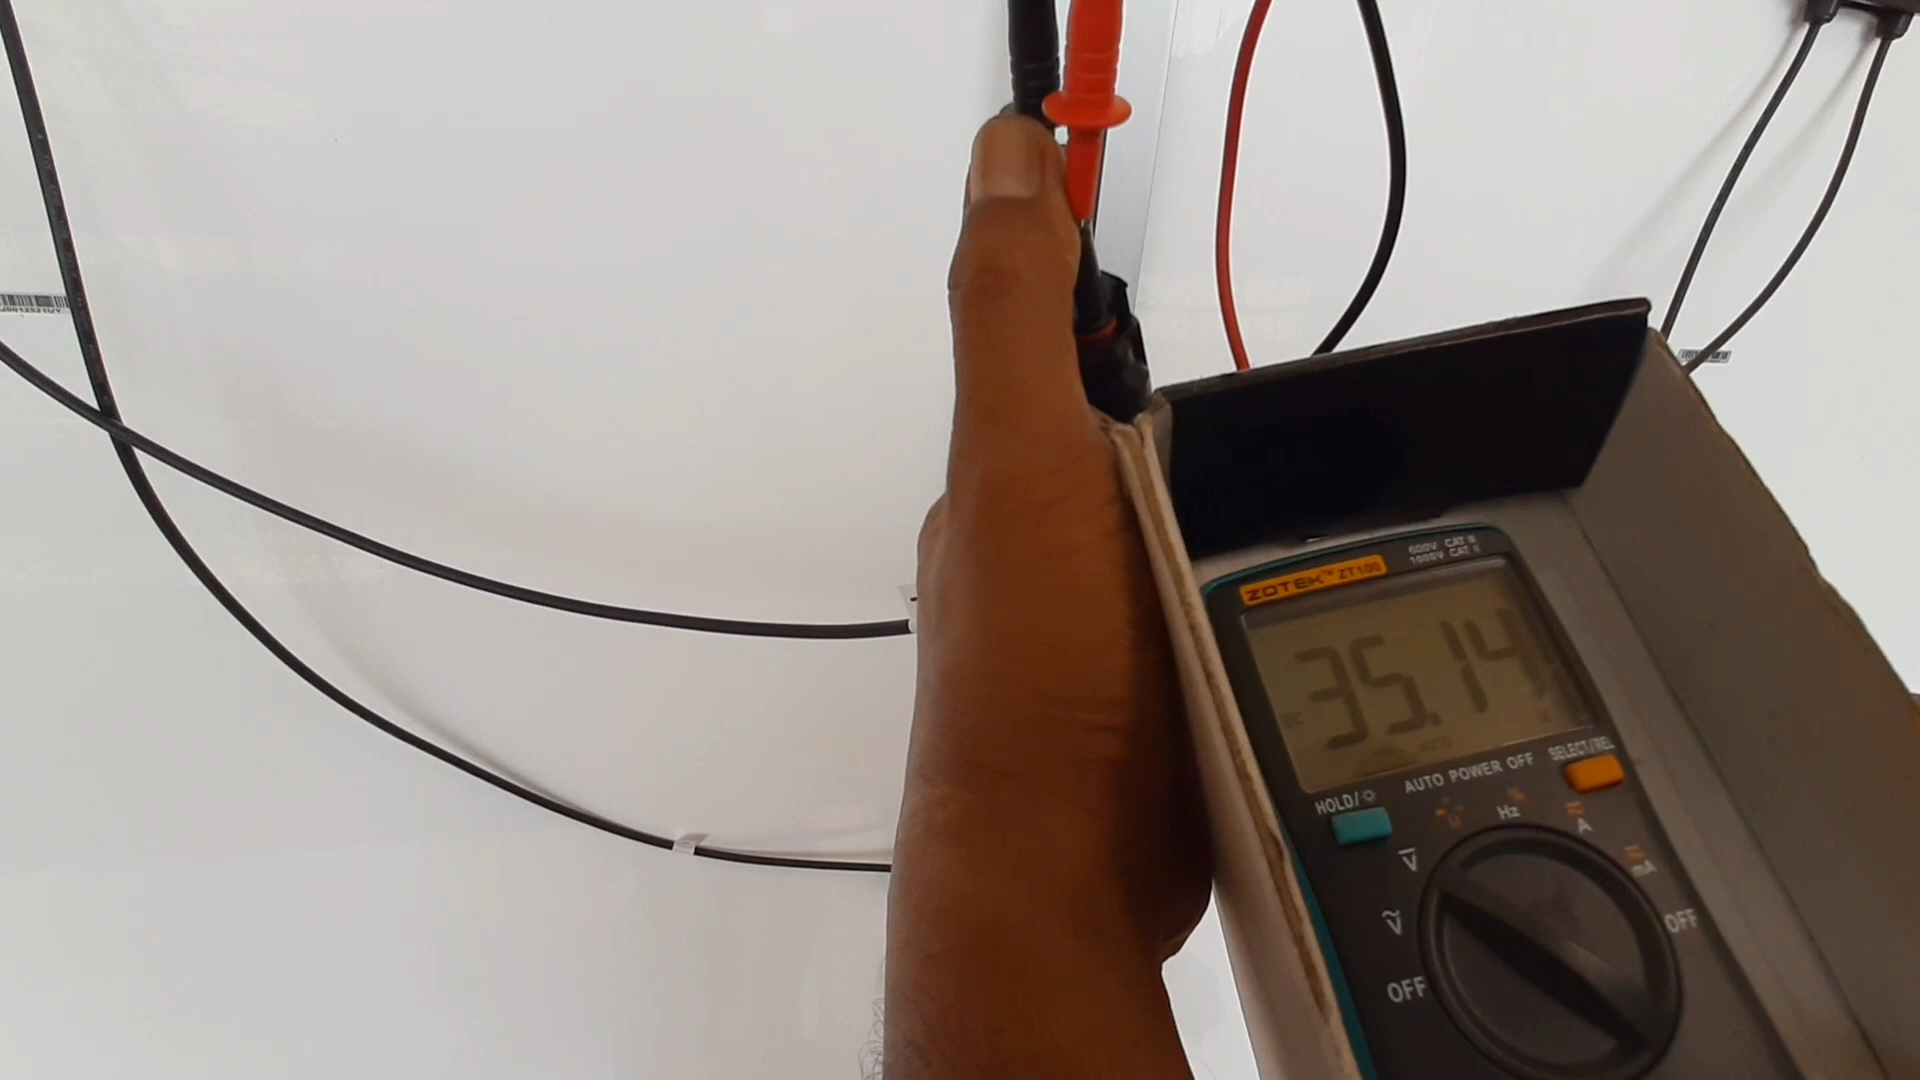 600V CAT III
1000V CAT II
ZOTEK™ ZT100
35.14
AUTO
SELECT/REL
AUTO POWER OFF
HOLD/
Hz
A
V
mA
V
OFF
OFF